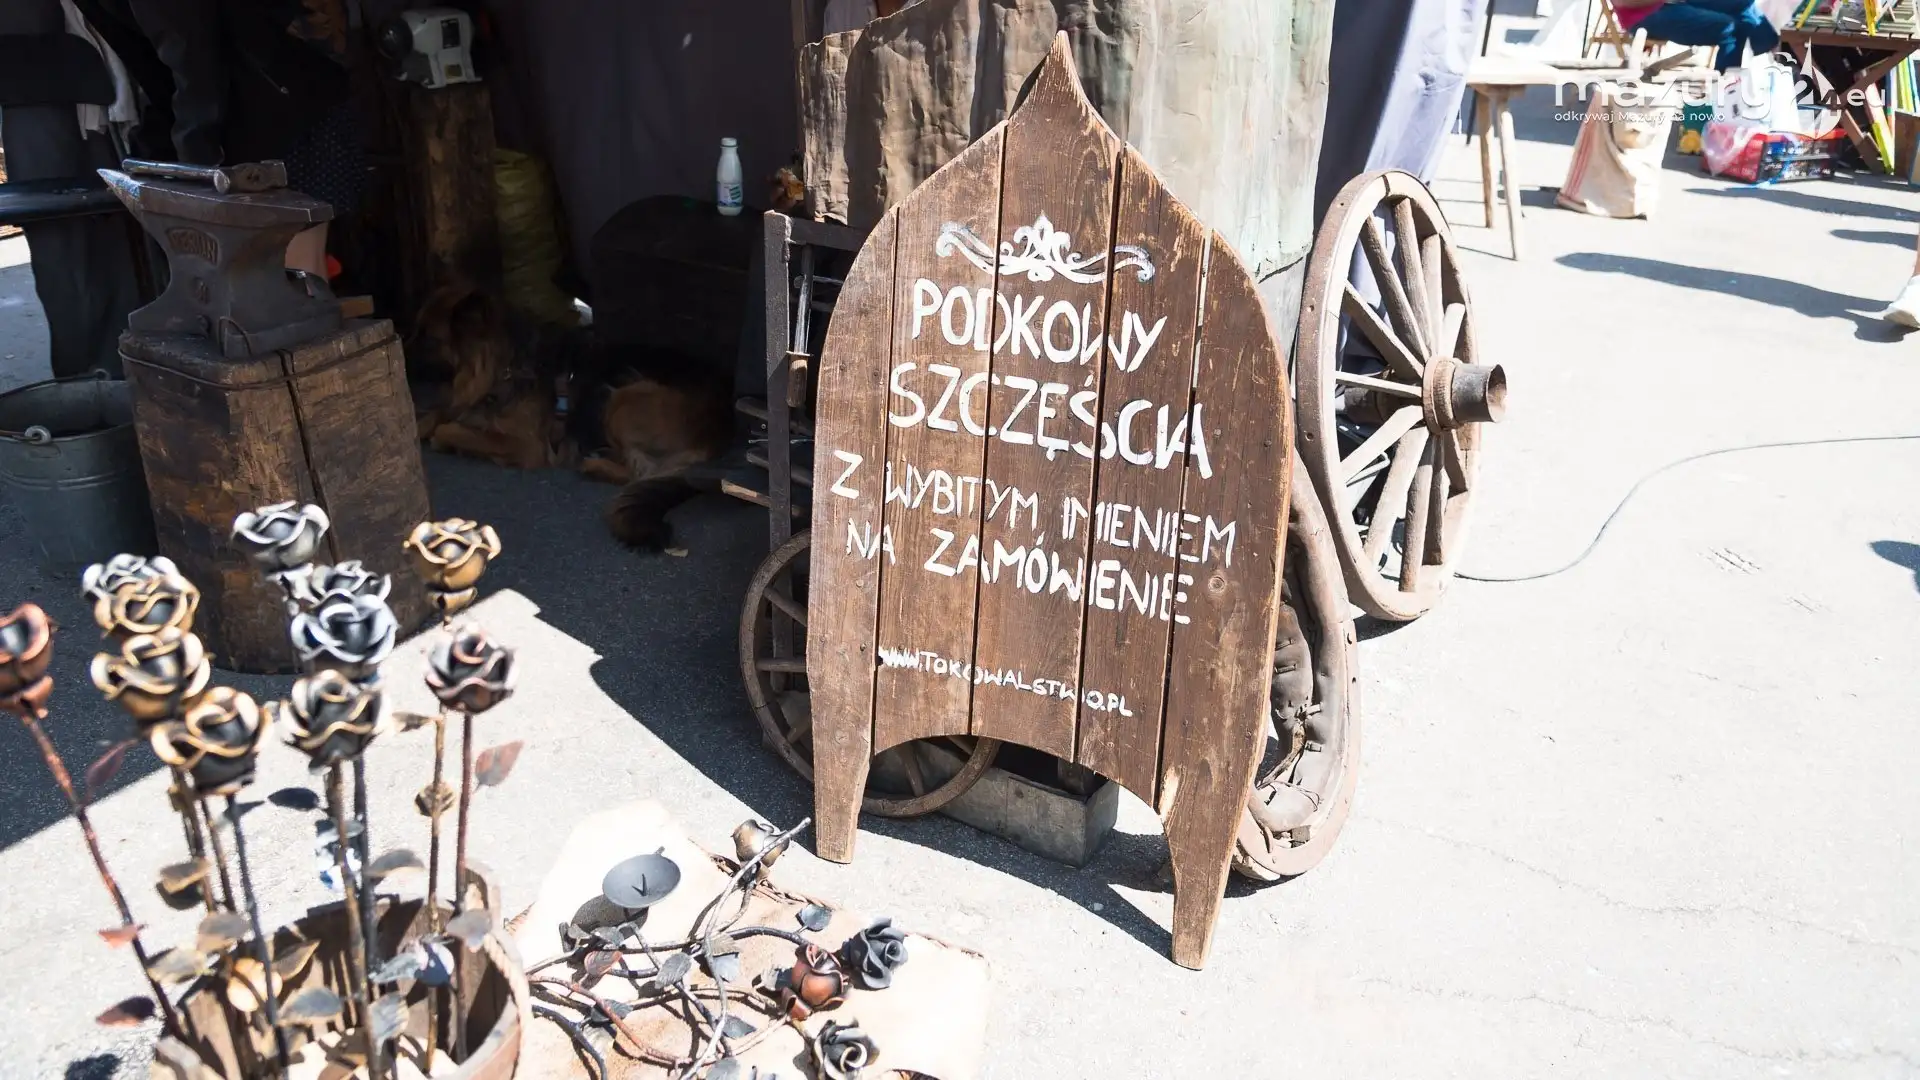 PODKOWY
SZCZĘŚCIA
Z WYBITYM IMIENIEM
NA ZAMÓWIENIE
WWW.TOKOWALSTWO.PL
mazury24.eu
odkrywaj Mazury na nowo